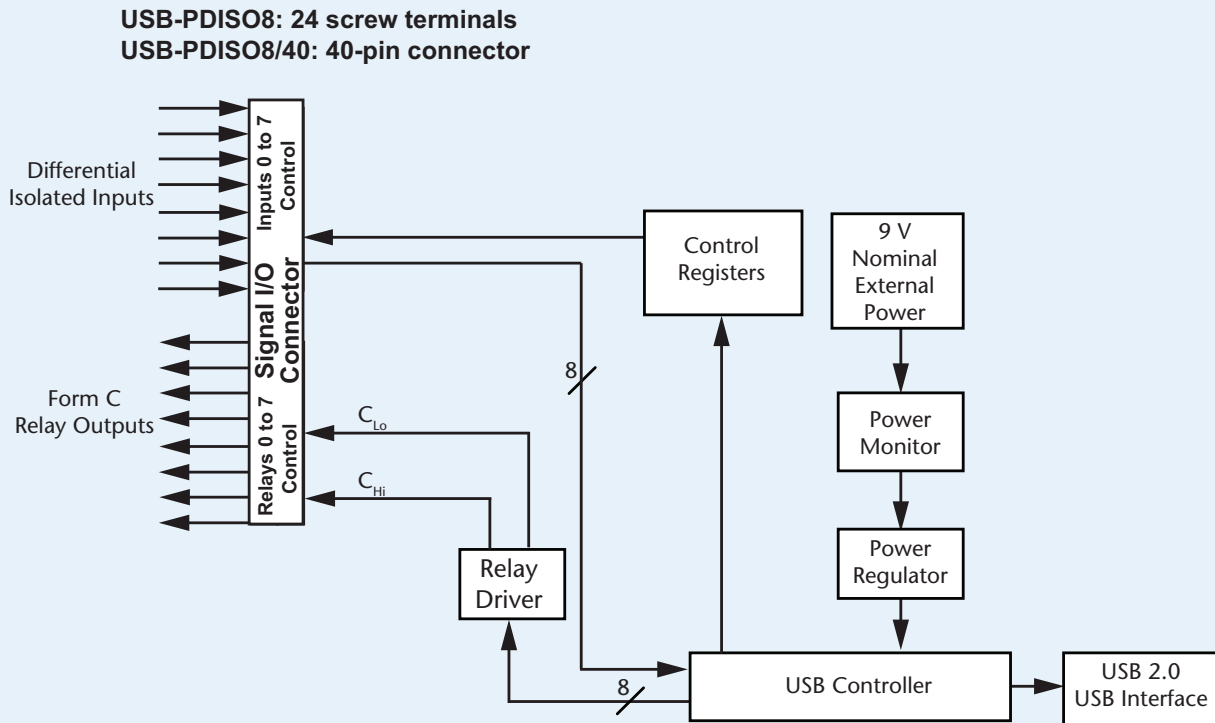 USB-PDISO8: 24 screw terminals
USB-PDISO8/40: 40-pin connector
Differential
Isolated Inputs
Inputs 0 to 7
Control
Signal I/O
Connector
Relays 0 to 7
Control
Form C
Relay Outputs
Control
Registers
9 V
Nominal
External
Power
8
C Lo
C Hi
Power
Monitor
Relay
Driver
Power
Regulator
8
USB Controller
USB 2.0
USB Interface